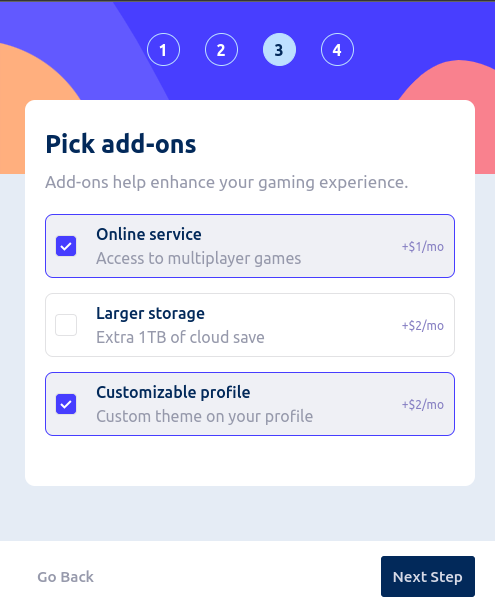 1 2 3 4
Pick add-ons
Add-ons help enhance your gaming experience.
Online service
Access to multiplayer games
+$1/mo
Larger storage
Extra 1TB of cloud save
+$2/mo
Customizable profile
Custom theme on your profile
+$2/mo
Go Back
Next Step